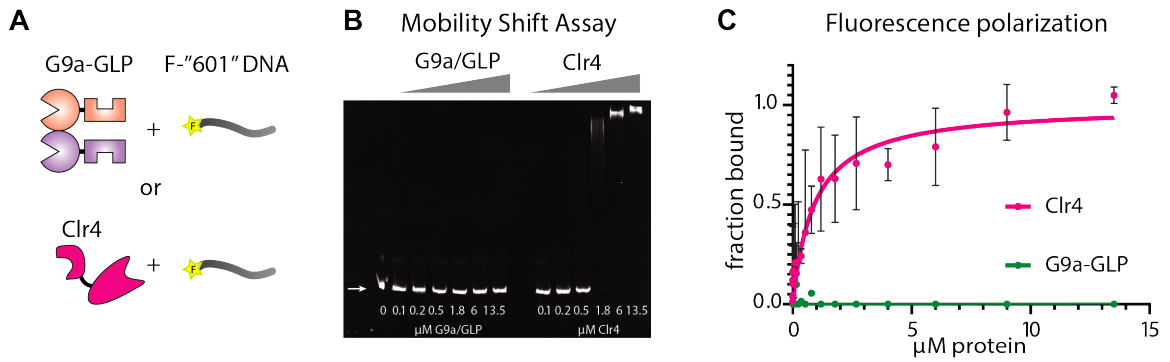 A
G9a-GLP
F-”601” DNA
+
F
or
Clr4
+
F
B
Mobility Shift Assay
G9a/GLP
Clr4
0 0.1 0.2 0.5 1.8 6 13.5
0.1 0.2 0.5 1.8 6 13.5
μM G9a/GLP
μM Clr4
C
Fluorescence polarization
fraction bound
1.0
0.5
0.0
0 5 10 15
μM protein
Clr4
G9a-GLP